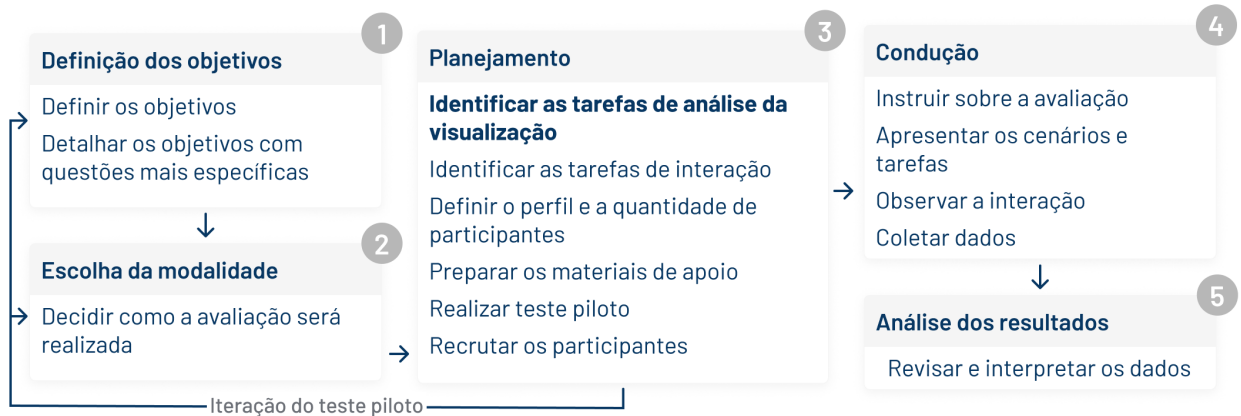 1
Definição dos objetivos
Definir os objetivos
Detalhar os objetivos com
questões mais específicas
2
Escolha da modalidade
Decidir como a avaliação será
realizada
3
Planejamento
Identificar as tarefas de análise da
visualização
Identificar as tarefas de interação
Definir o perfil e a quantidade de
participantes
Preparar os materiais de apoio
Realizar teste piloto
Recrutar os participantes
Iteração do teste piloto
4
Condução
Instruir sobre a avaliação
Apresentar os cenários e
tarefas
Observar a interação
Coletar dados
5
Análise dos resultados
Revisar e interpretar os dados